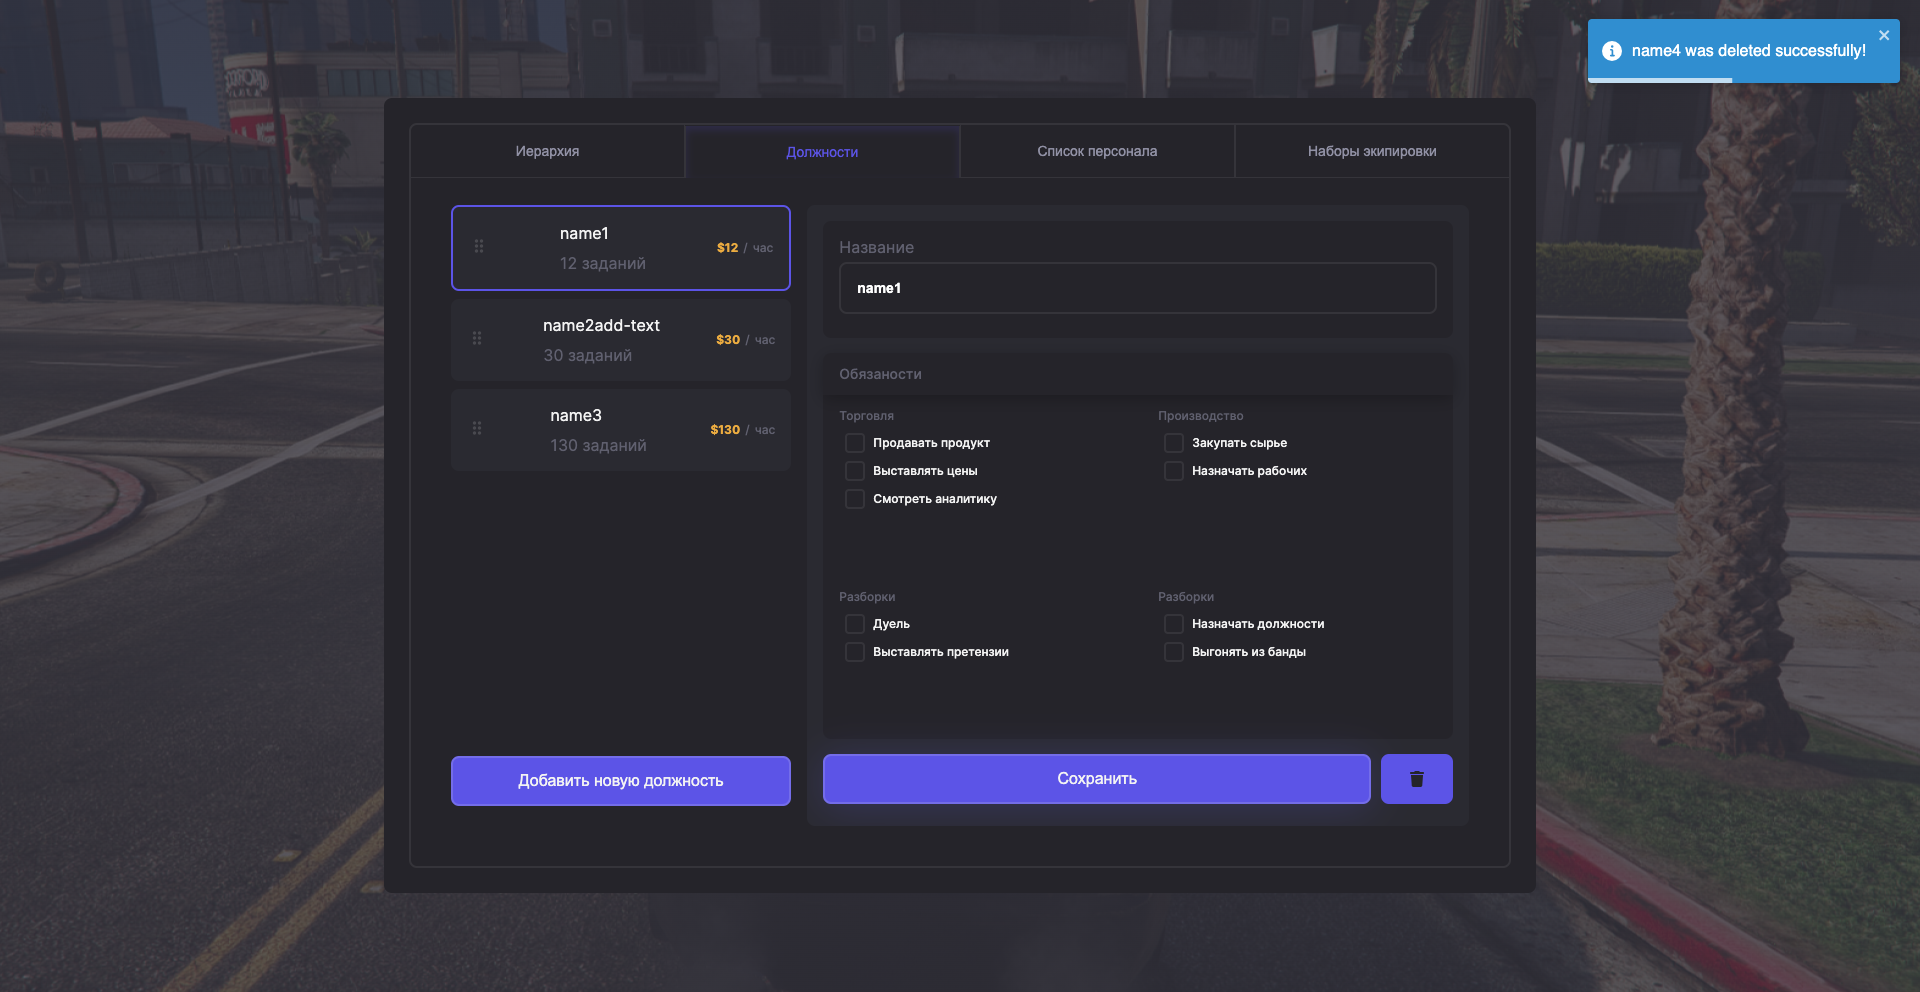 name4 was deleted successfully!
Иерархия
Должности
Список персонала
Наборы экипировки
name1
12 заданий
$12 / час
name2add-text
30 заданий
$30 / час
name3
130 заданий
$130 / час
Добавить новую должность
Название
name1
Обязаности
Торговля
Продавать продукт
Выставлять цены
Смотреть аналитику
Производство
Закупать сырье
Назначать рабочих
Разборки
Дуель
Выставлять претензии
Разборки
Назначать должности
Выгонять из банды
Сохранить